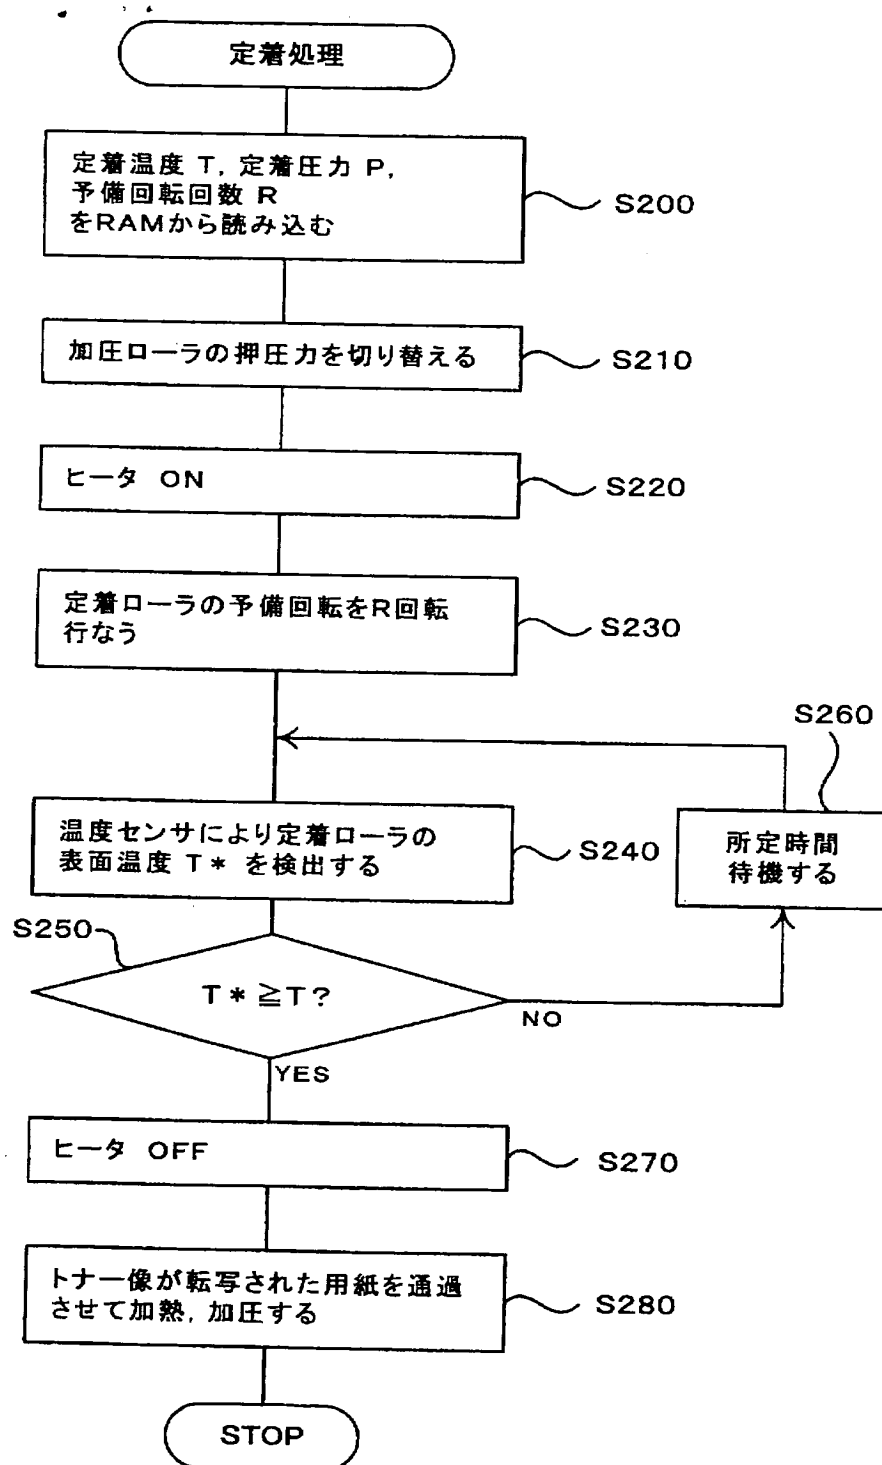 定着処理
定着温度 T, 定着圧力 P,
予備回転回数 R
をRAMから読み込む
S200
加圧ローラの押圧力を切り替える
S210
ヒータ ON
S220
定着ローラの予備回転をR回転
行なう
S230
S260
所定時間
待機する
温度センサにより定着ローラの
表面温度 T* を検出する
S240
S250
T*≧T?
NO
YES
ヒータ OFF
S270
トナー像が転写された用紙を通過
させて加熱, 加圧する
S280
STOP